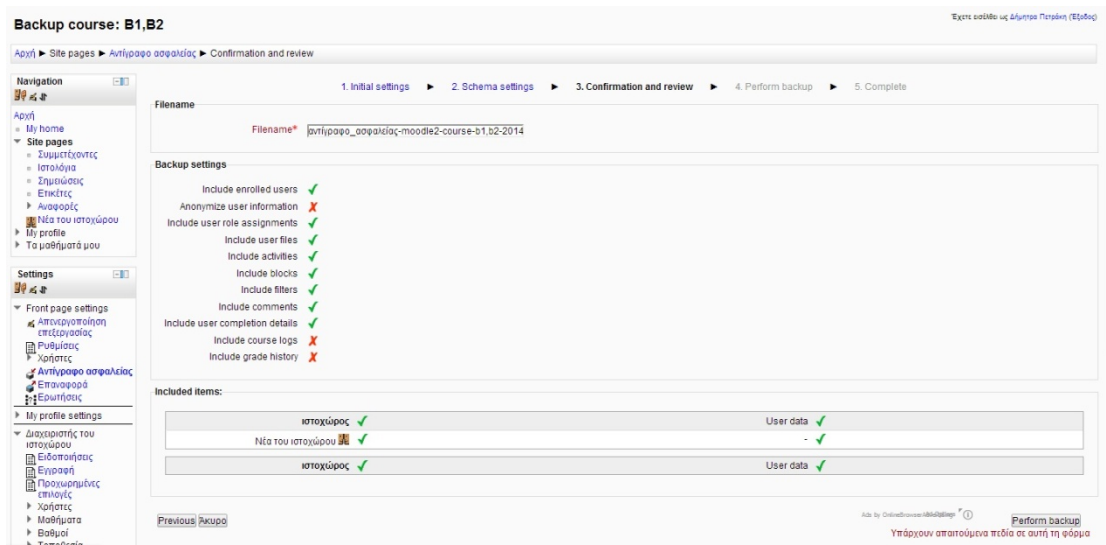 Backup course: B1,B2
Έχετε εισέλθει ως Δήμητρα Πετράκη (Έξοδος)
Αρχή ► Site pages ► Αντίγραφο ασφαλείας ► Confirmation and review
Navigation
Αρχή
My home
Site pages
Συμμετέχοντες
Ιστολόγια
Σημειώσεις
Ετικέτες
Αναφορές
Νέα του ιστοχώρου
My profile
Τα μαθήματά μου
Settings
Front page settings
Απενεργοποίηση
επεξεργασίας
Ρυθμίσεις
Χρήστες
Αντίγραφο ασφαλείας
Επαναφορά
Ερωτήσεις
My profile settings
Διαχειριστής του
ιστοχώρου
Ειδοποιήσεις
Εγγραφή
Προχωρημένες
επιλογές
Χρήστες
Μαθήματα
Βαθμοί
Τοποθεσία
1. Initial settings ► 2. Schema settings ► 3. Confirmation and review ► 4. Perform backup ► 5. Complete
Filename
Filename* αντίγραφο_ασφαλείας-moodle2-course-b1,b2-2014
Backup settings
Include enrolled users
Anonymize user information
Include user role assignments
Include user files
Include activities
Include blocks
Include filters
Include comments
Include user completion details
Include course logs
Include grade history
Included items:
ιστοχώρος User data
Νέα του ιστοχώρου -
ιστοχώρος User data
Previous Άκυρο
Ads by
Perform backup
Υπάρχουν απαιτούμενα πεδία σε αυτή τη φόρμα